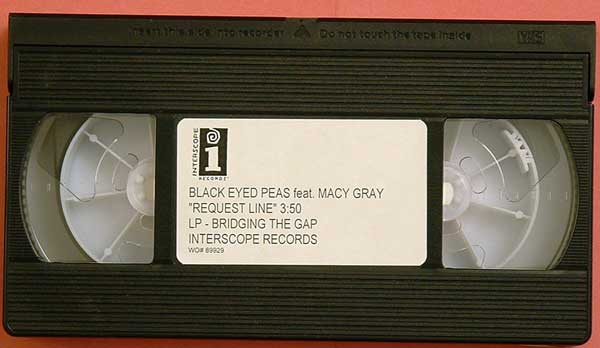 Insert this side into recorder
Do not touch the tape inside
VHS
INTERSCOPE
i
RECORDS
BLACK EYED PEAS feat. MACY GRAY
"REQUEST LINE" 3:50
LP - BRIDGING THE GAP
INTERSCOPE RECORDS
WO# 69929